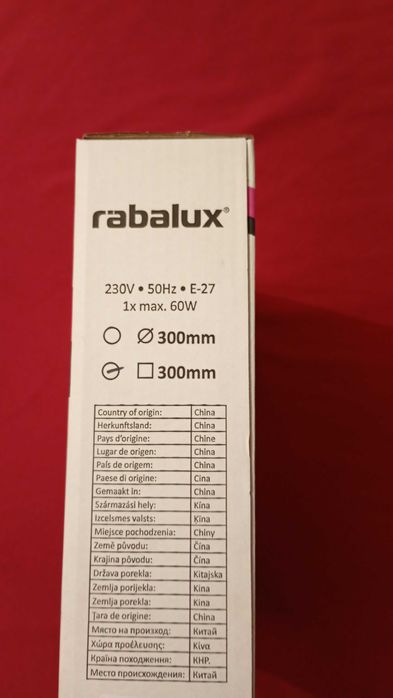 rabalux®
230V • 50Hz • E-27
1x max. 60W
Ø 300mm
300mm
Country of origin: China
Herkunftsland: China
Pays d'origine: Chine
Lugar de origen: China
País de origem: China
Paese di origine: Cina
Gemaakt in: China
Származási hely: Kína
Izcelsmes valsts: Ķīna
Miejsce pochodzenia: Chiny
Země původu: Čína
Krajina pôvodu: Čína
Država porekla: Kitajska
Zemlja porijekla: Kina
Zemlja porekla: Kina
Țara de origine: China
Място на произход: Китай
Χώρα προέλευσης: Κίνα
Країна походження: КНР.
Место происхождения: Китай